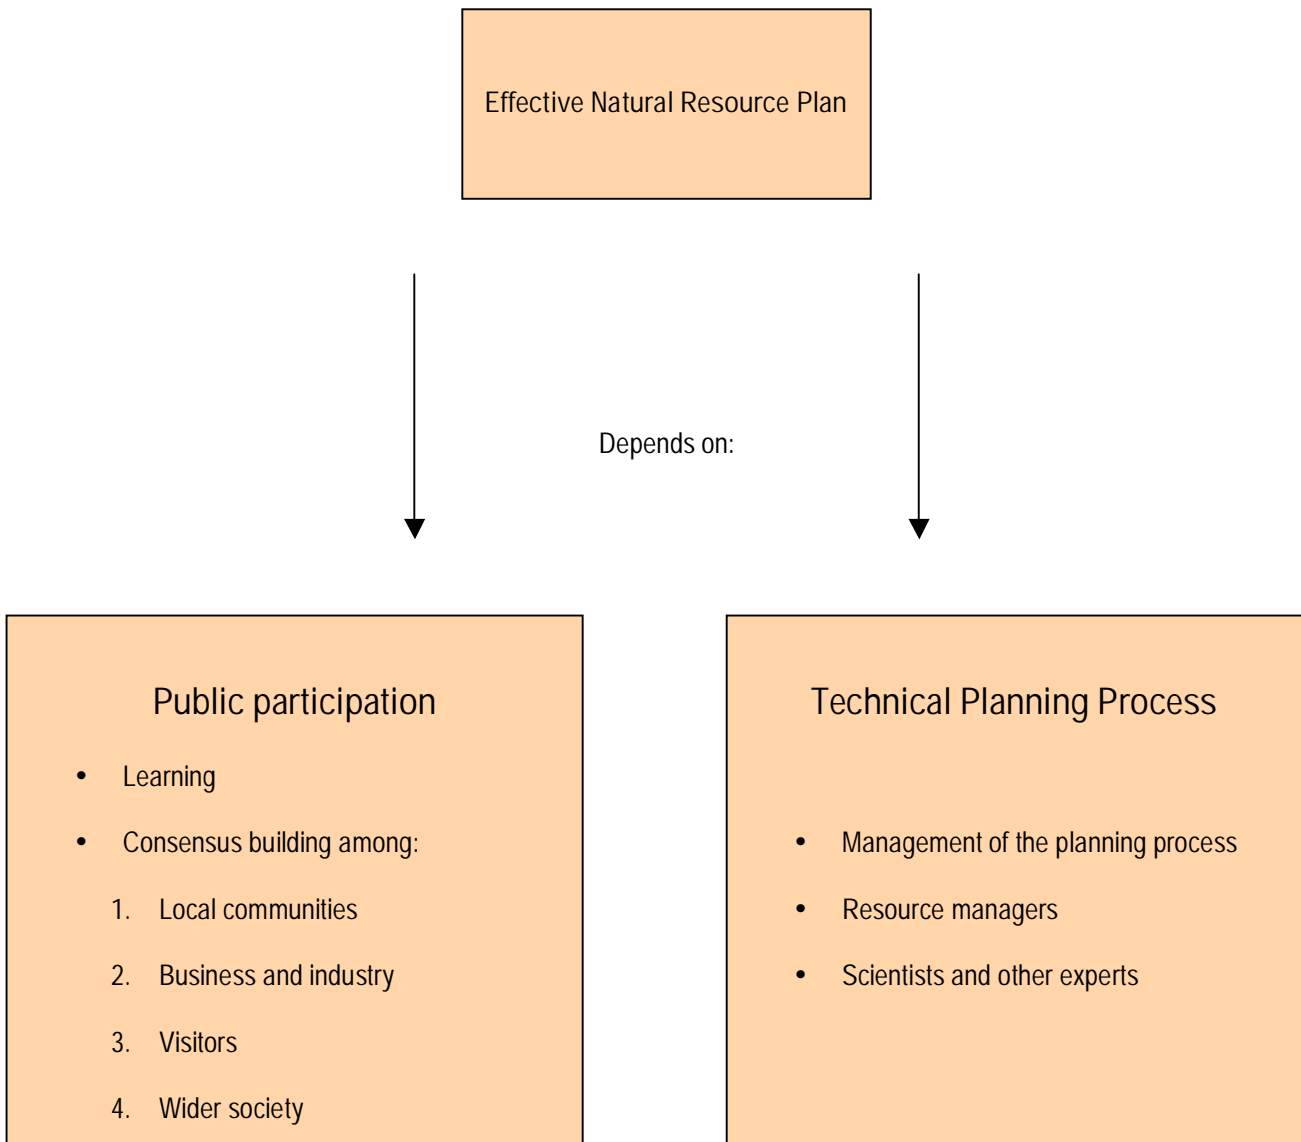 Effective Natural Resource Plan
Depends on:
Public participation
• Learning
• Consensus building among:
1. Local communities
2. Business and industry
3. Visitors
4. Wider society
Technical Planning Process
• Management of the planning process
• Resource managers
• Scientists and other experts